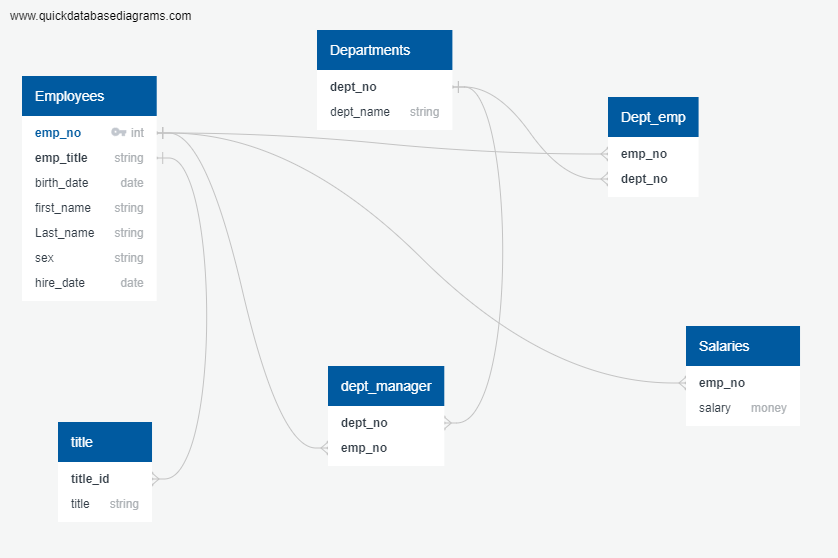 www.quickdatabasediagrams.com
Employees
emp_no int
emp_title string
birth_date date
first_name string
Last_name string
sex string
hire_date date
Departments
dept_no
dept_name string
Dept_emp
emp_no
dept_no
Salaries
emp_no
salary money
dept_manager
dept_no
emp_no
title
title_id
title string